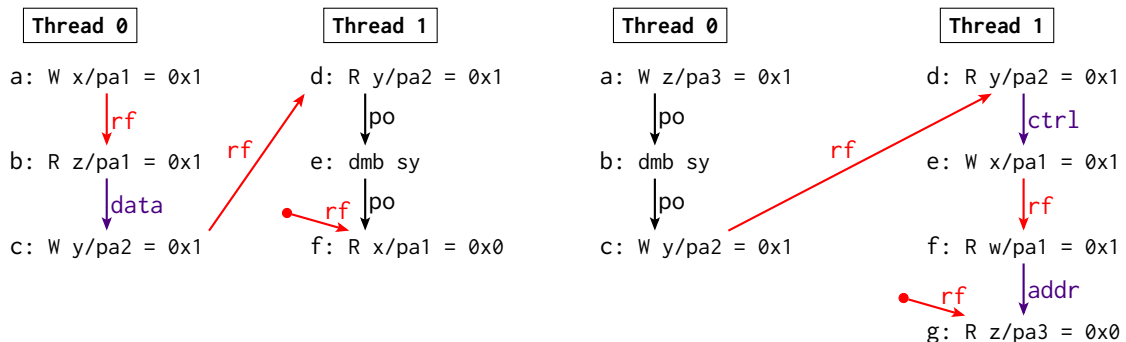 Thread 0
a: W x/pa1 = 0x1
rf
b: R z/pa1 = 0x1
data
c: W y/pa2 = 0x1
rf
Thread 1
d: R y/pa2 = 0x1
po
e: dmb sy
rf po
f: R x/pa1 = 0x0
Thread 0
a: W z/pa3 = 0x1
po
b: dmb sy
po
c: W y/pa2 = 0x1
rf
Thread 1
d: R y/pa2 = 0x1
ctrl
e: W x/pa1 = 0x1
rf
f: R w/pa1 = 0x1
rf addr
g: R z/pa3 = 0x0